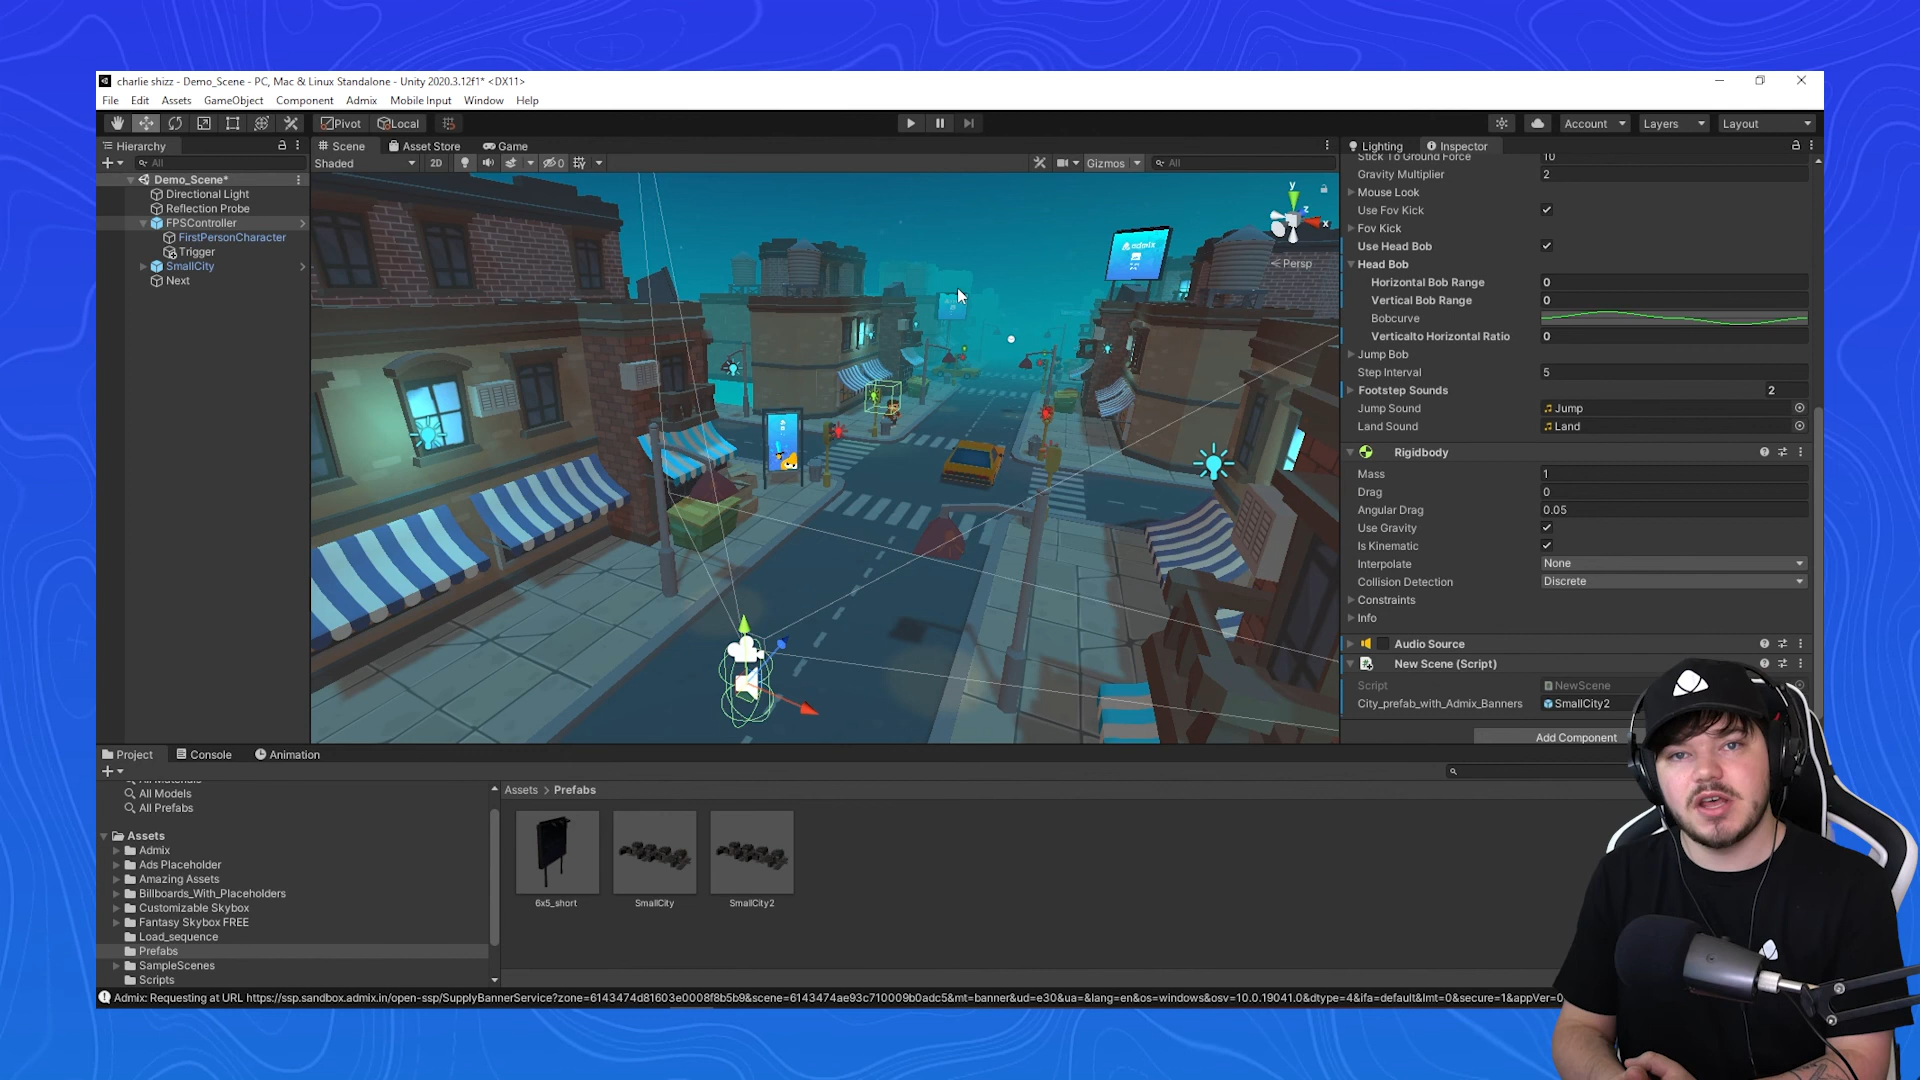 charlie shizz - Demo_Scene - PC, Mac & Linux Standalone - Unity 2020.3.12f1* <DX11>
File Edit Assets GameObject Component Admix Mobile Input Window Help
Pivot Local Account Layers Layout
Hierarchy
All
Demo_Scene*
Directional Light
Reflection Probe
FPSController
FirstPersonCharacter
Trigger
SmallCity
Next
Scene Asset Store Game
Shaded 2D 0 Gizmos All
y
z
x
Persp
admix
Lighting Inspector
Stick To Ground Force 10
Gravity Multiplier 2
Mouse Look
Use Fov Kick
Fov Kick
Use Head Bob
Head Bob
Horizontal Bob Range 0
Vertical Bob Range 0
Bobcurve
Verticalto Horizontal Ratio 0
Jump Bob
Step Interval 5
Footstep Sounds 2
Jump Sound Jump
Land Sound Land
Rigidbody
Mass 1
Drag 0
Angular Drag 0.05
Use Gravity
Is Kinematic
Interpolate None
Collision Detection Discrete
Constraints
Info
Audio Source
New Scene (Script)
Script NewScene
City_prefab_with_Admix_Banners SmallCity2
Add Component
Project Console Animation
All Materials
All Models
All Prefabs
Assets
Admix
Ads Placeholder
Amazing Assets
Billboards_With_Placeholders
Customizable Skybox
Fantasy Skybox FREE
Load_sequence
Prefabs
SampleScenes
Scripts
Assets > Prefabs
6x5_short
SmallCity
SmallCity2
Admix: Requesting at URL https://ssp.sandbox.admix.in/open-ssp/SupplyBannerService?zone=6143474d81603e0008f8b5b9&scene=6143474ae93c710009b0adc5&mt=banner&ud=e30&ua=&lang=en&os=windows&osv=10.0.19041.0&dtype=4&ifa=default&lmt=0&secure=1&appVer=0